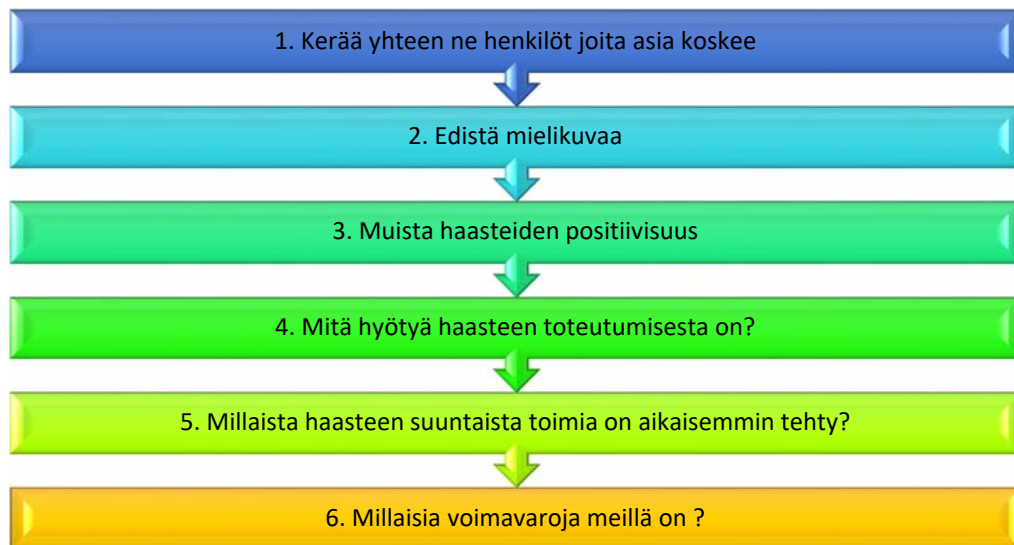 1. Kerää yhteen ne henkilöt joita asia koskee
2. Edistä mielikuvaa
3. Muista haasteiden positiivisuus
4. Mitä hyötyä haasteen toteutumisesta on?
5. Millaista haasteen suuntaista toimia on aikaisemmin tehty?
6. Millaisia voimavaroja meillä on ?